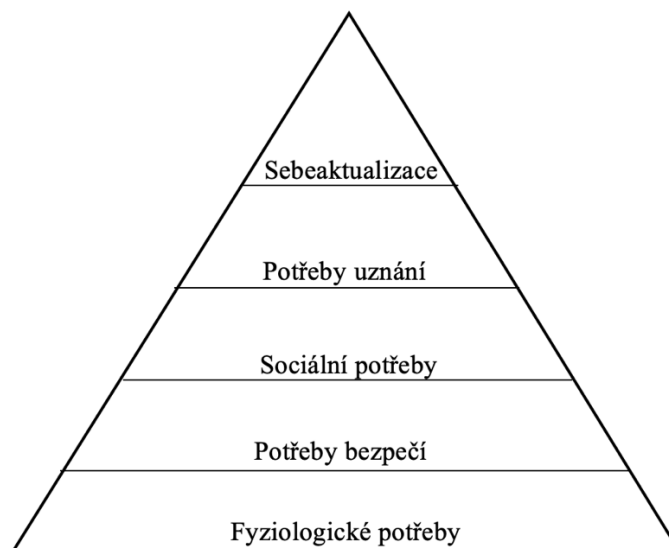 Sebeaktualizace
Potřeby uznání
Sociální potřeby
Potřeby bezpečí
Fyziologické potřeby